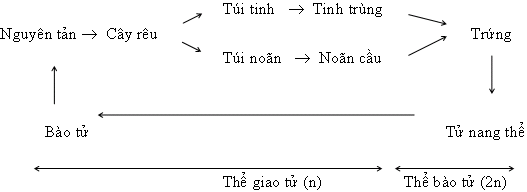 Túi tinh → Tinh trùng
Nguyên tản → Cây rêu Trứng
Túi noãn → Noãn cầu
Bào tử Tử nang thể
Thể giao tử (n) Thể bào tử (2n)